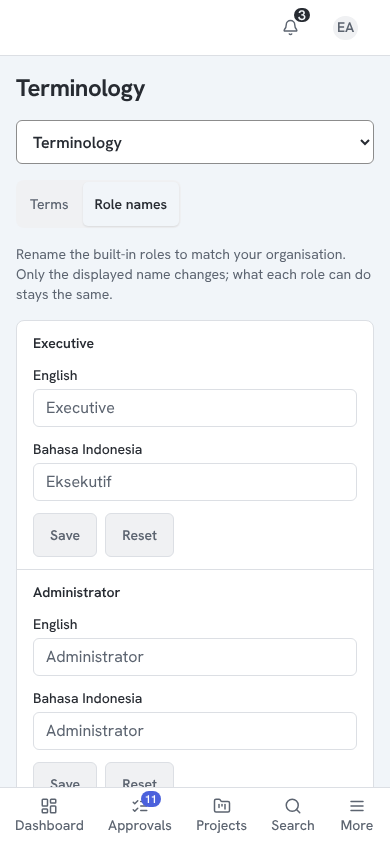 3
EA
Terminology
Terminology
Terms
Role names
Rename the built-in roles to match your organisation.
Only the displayed name changes; what each role can do
stays the same.
Executive
English
Executive
Bahasa Indonesia
Eksekutif
Save
Reset
Administrator
English
Administrator
Bahasa Indonesia
Administrator
Save
Reset
11
Dashboard
Approvals
Projects
Search
More